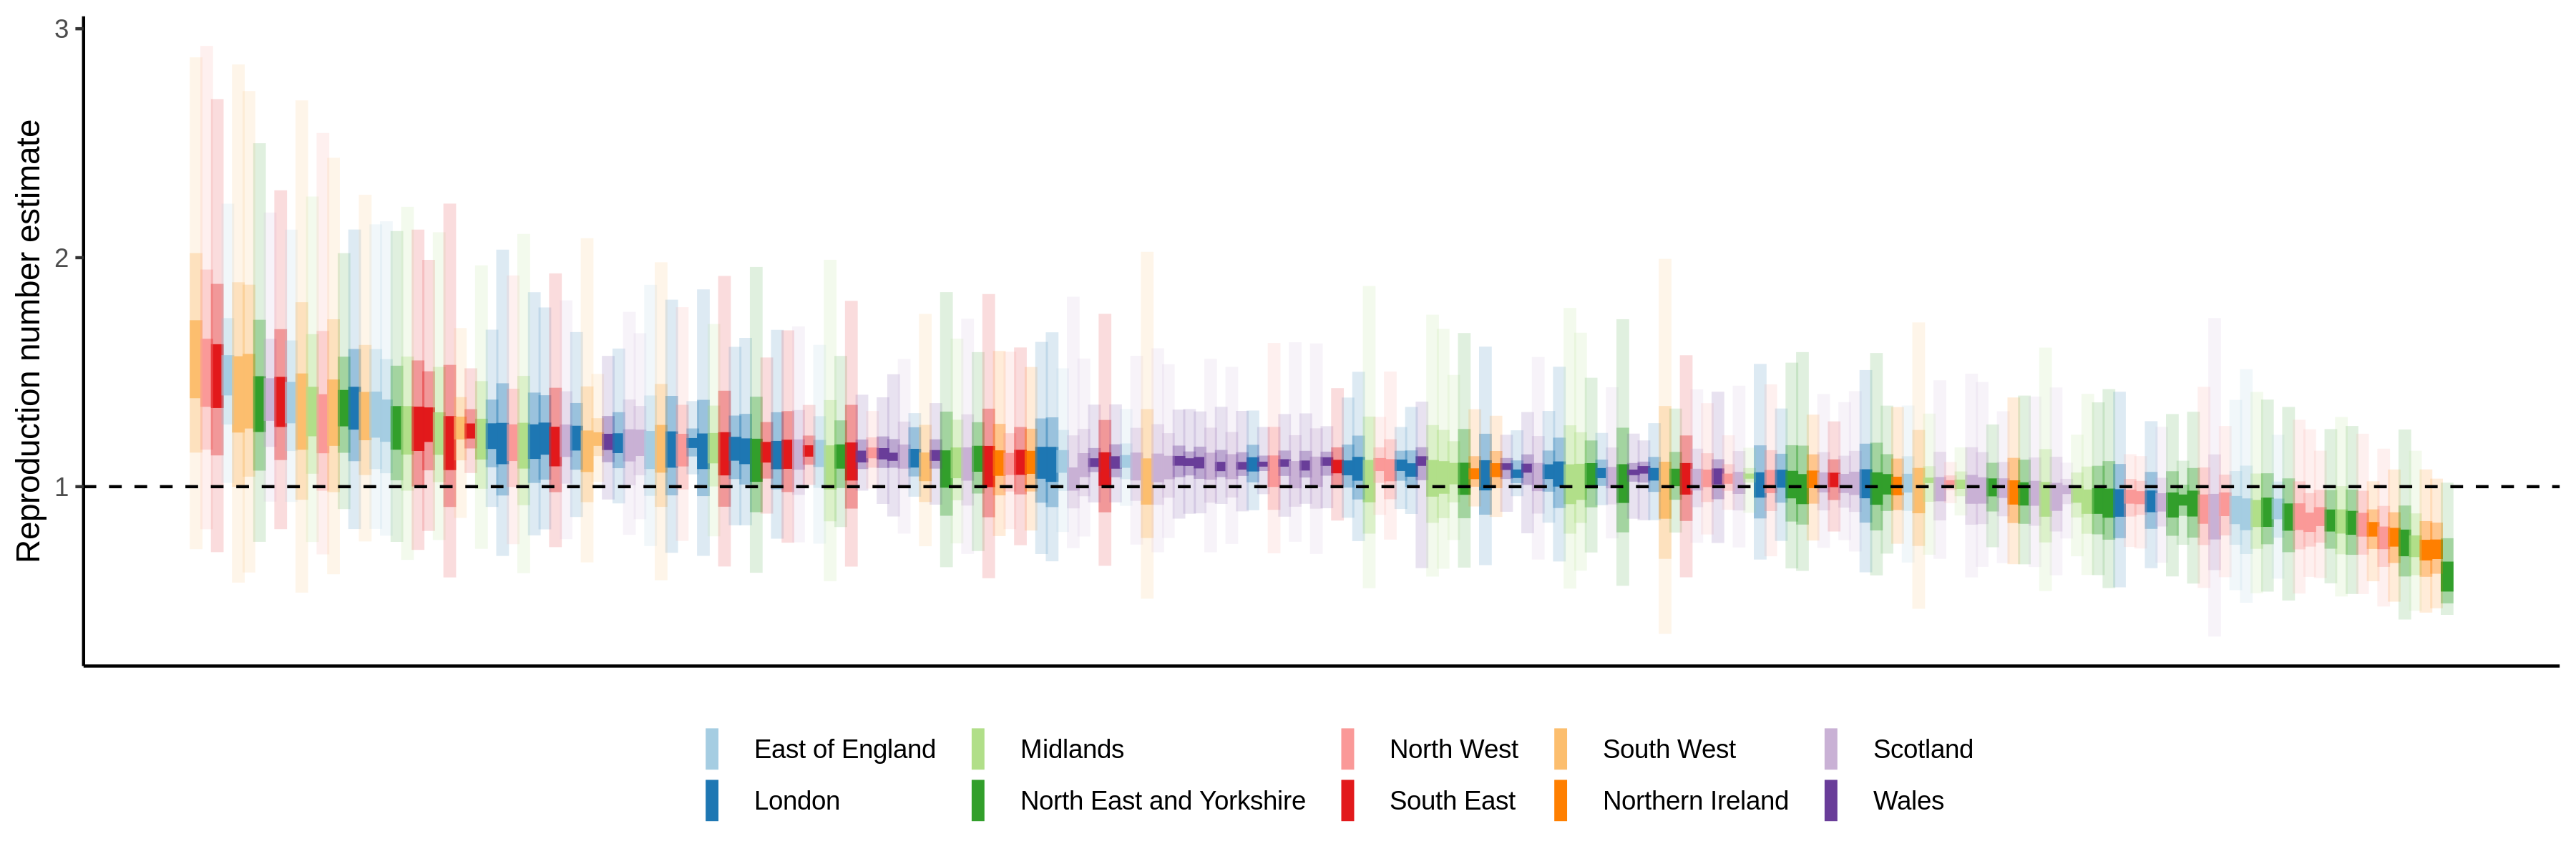 Reproduction number estimate
3
2
1
East of England
Midlands
North West
South West
Scotland
London
North East and Yorkshire
South East
Northern Ireland
Wales